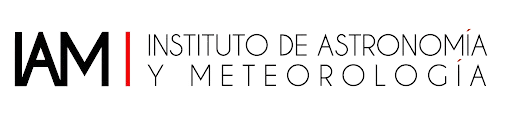 IAM | INSTITUTO DE ASTRONOMÍA
Y METEOROLOGÍA